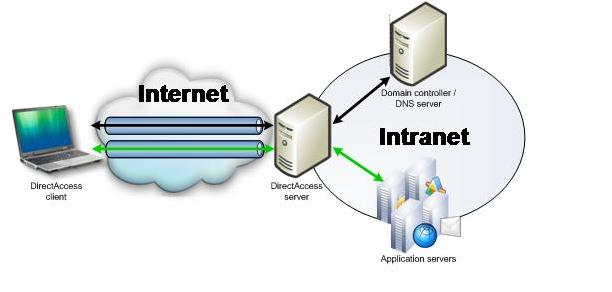 Internet
Domain controller /
DNS server
Intranet
DirectAccess
client
DirectAccess
server
Application servers